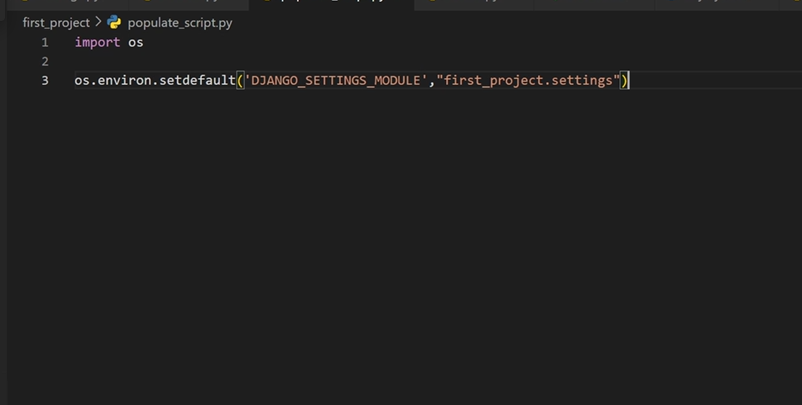 first_project > populate_script.py
1 import os
2
3 os.environ.setdefault('DJANGO_SETTINGS_MODULE',"first_project.settings")